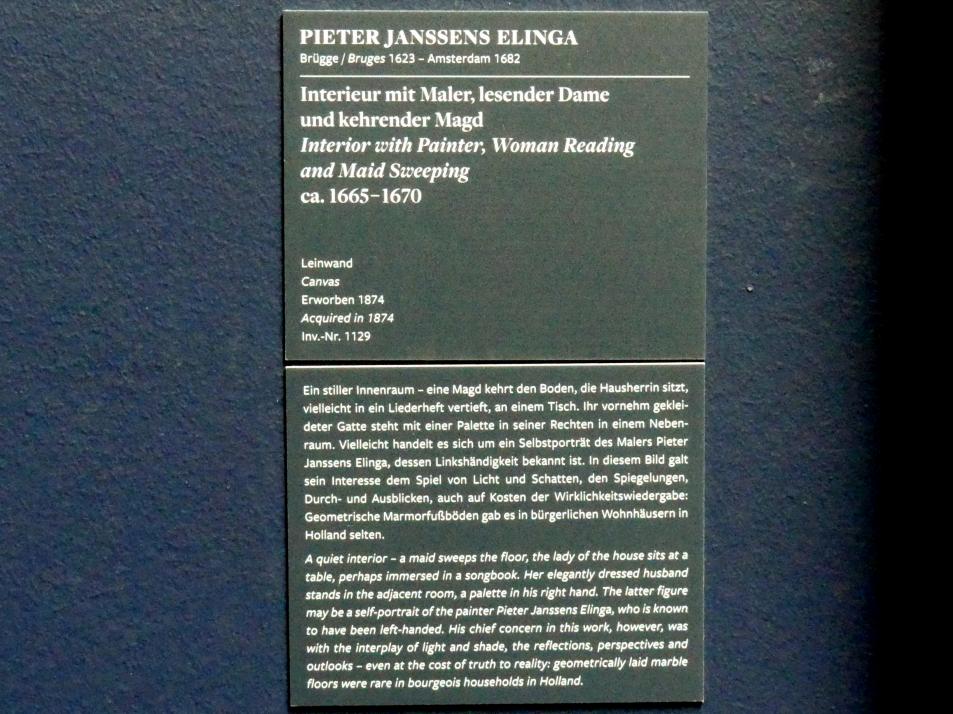 PIETER JANSSENS ELINGA
Brügge / Bruges 1623 – Amsterdam 1682
Interieur mit Maler, lesender Dame
und kehrender Magd
Interior with Painter, Woman Reading
and Maid Sweeping
ca. 1665–1670
Leinwand
Canvas
Erworben 1874
Acquired in 1874
Inv.-Nr. 1129
Ein stiller Innenraum – eine Magd kehrt den Boden, die Hausherrin sitzt,
vielleicht in ein Liederheft vertieft, an einem Tisch. Ihr vornehm geklei-
deter Gatte steht mit einer Palette in seiner Rechten in einem Neben-
raum. Vielleicht handelt es sich um ein Selbstporträt des Malers Pieter
Janssens Elinga, dessen Linkshändigkeit bekannt ist. In diesem Bild galt
sein Interesse dem Spiel von Licht und Schatten, den Spiegelungen,
Durch- und Ausblicken, auch auf Kosten der Wirklichkeitswiedergabe:
Geometrische Marmorfußböden gab es in bürgerlichen Wohnhäusern in
Holland selten.
A quiet interior – a maid sweeps the floor, the lady of the house sits at a
table, perhaps immersed in a songbook. Her elegantly dressed husband
stands in the adjacent room, a palette in his right hand. The latter figure
may be a self-portrait of the painter Pieter Janssens Elinga, who is known
to have been left-handed. His chief concern in this work, however, was
with the interplay of light and shade, the reflections, perspectives and
outlooks – even at the cost of truth to reality: geometrically laid marble
floors were rare in bourgeois households in Holland.